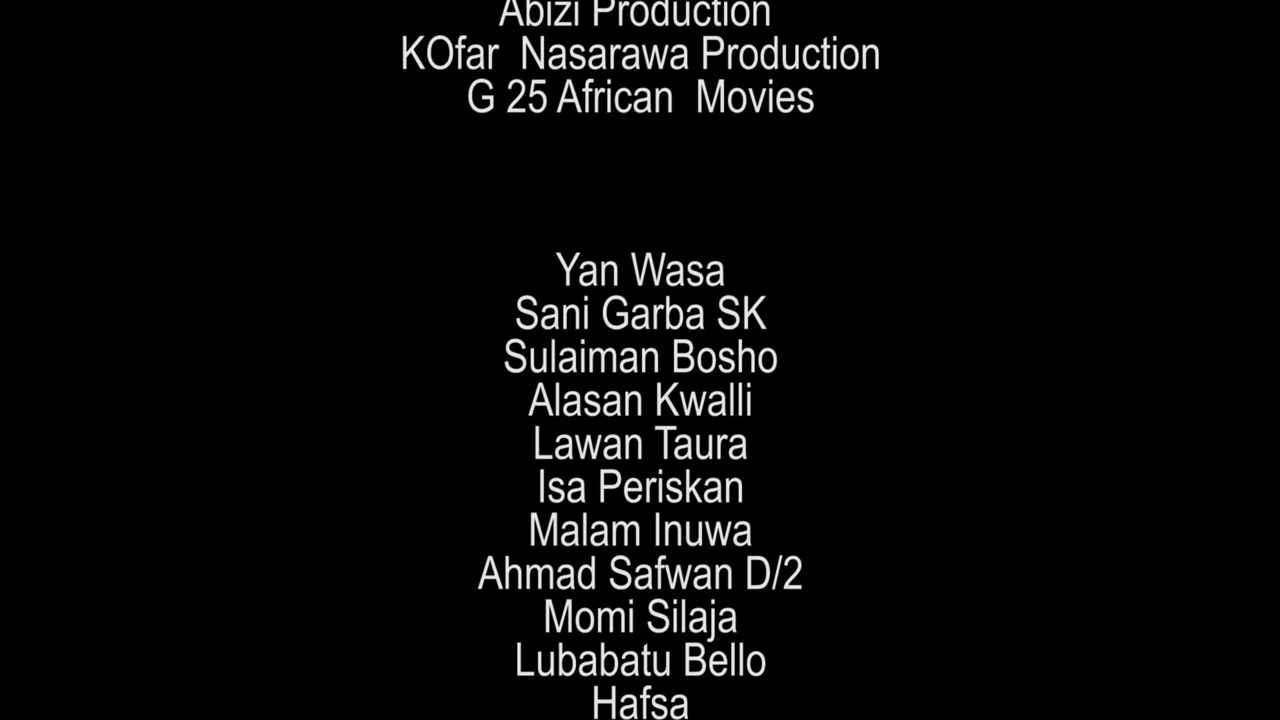 Abizi Production
KOfar Nasarawa Production
G 25 African Movies
Yan Wasa
Sani Garba SK
Sulaiman Bosho
Alasan Kwalli
Lawan Taura
Isa Periskan
Malam Inuwa
Ahmad Safwan D/2
Momi Silaja
Lubabatu Bello
Hafsa